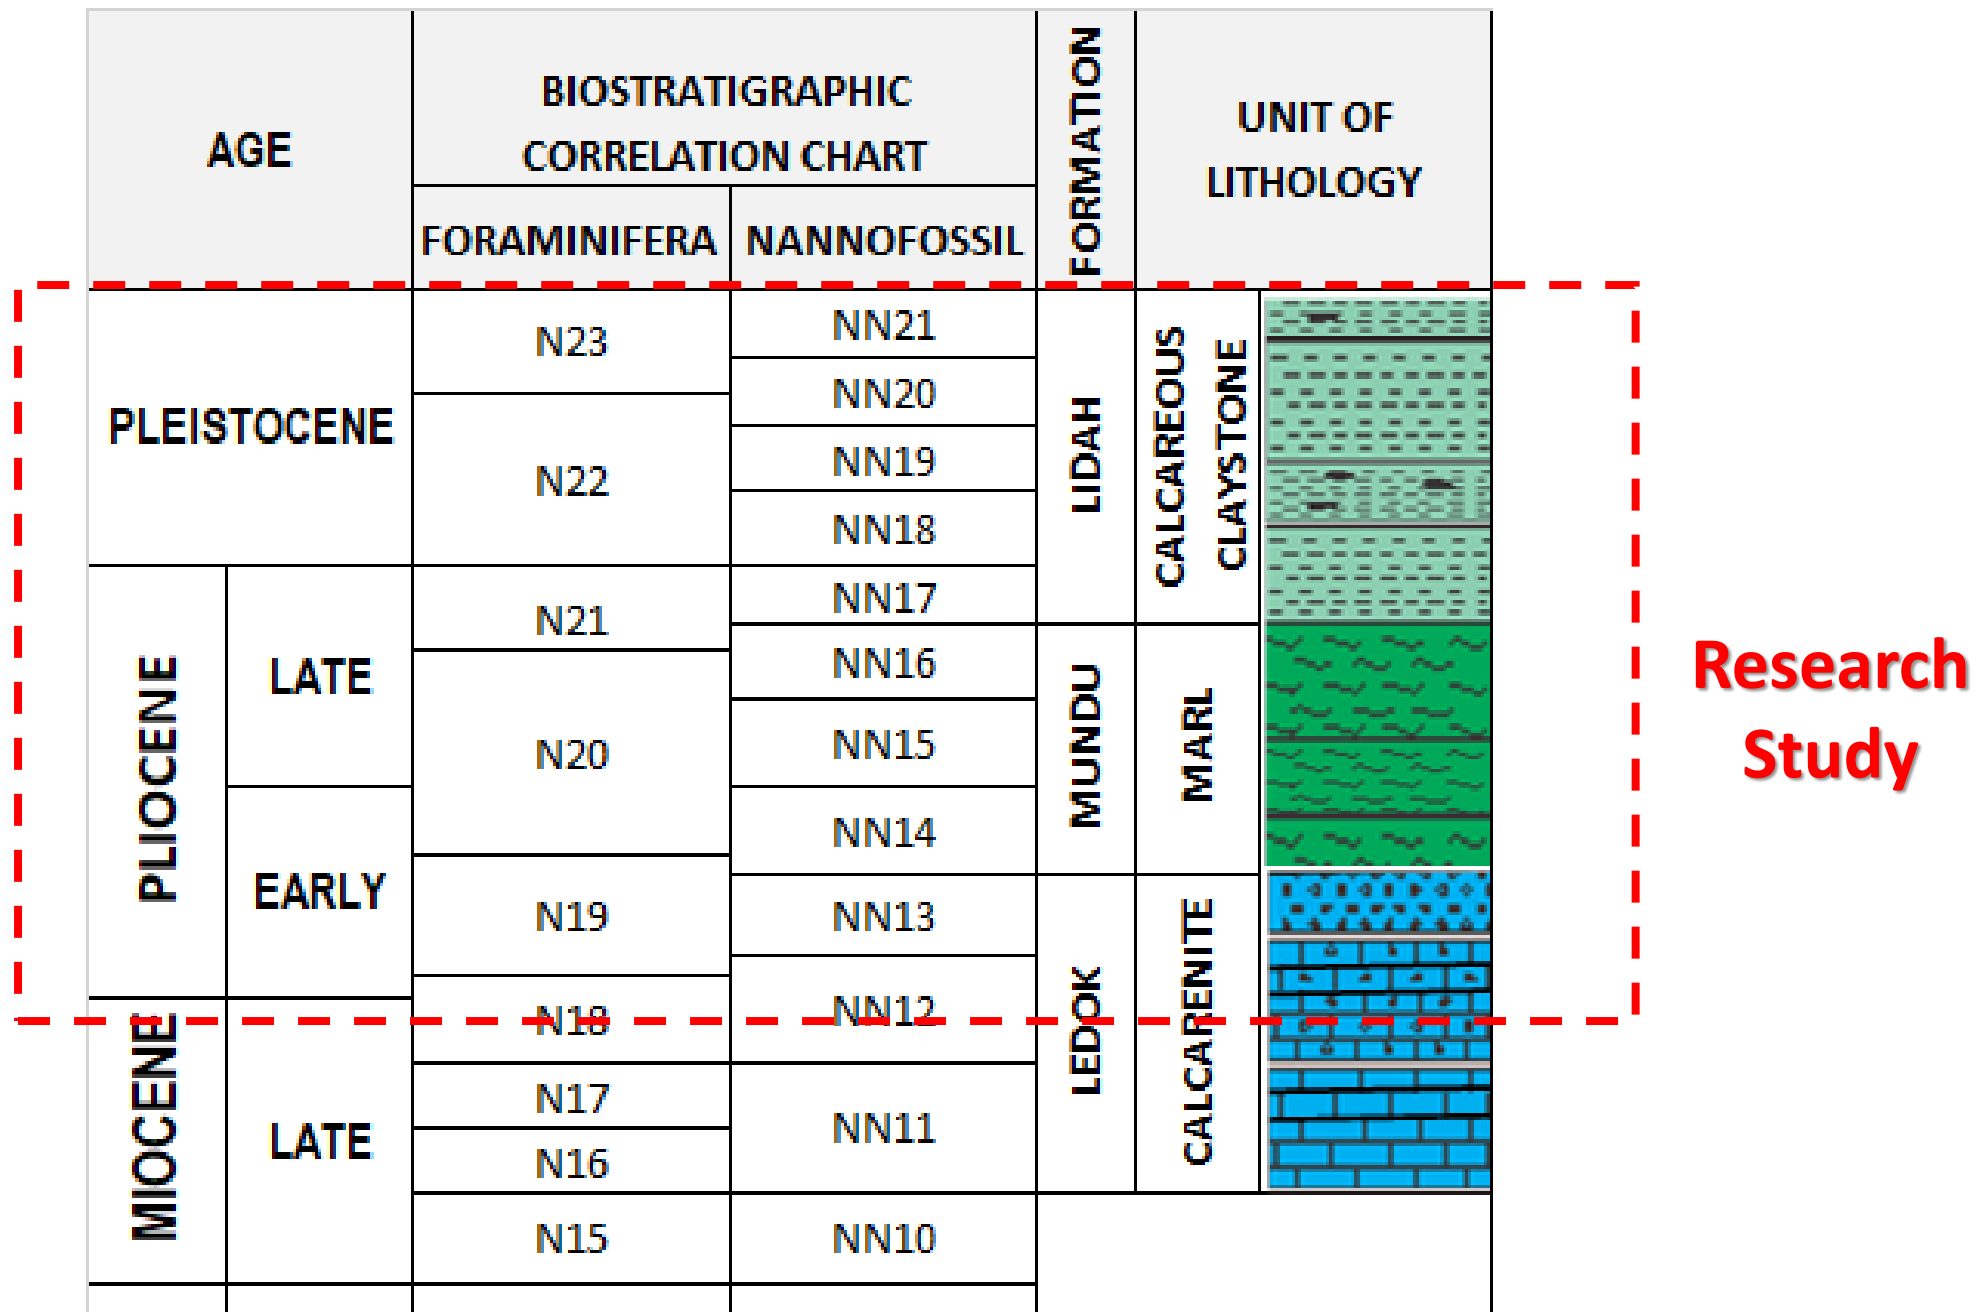 AGE
BIOSTRATIGRAPHIC
CORRELATION CHART
FORAMINIFERA
NANNOFOSSIL
FORMATION
UNIT OF
LITHOLOGY
PLEISTOCENE
PLIOCENE
LATE
EARLY
MIOCENE
LATE
N23
N22
N21
N20
N19
N18
N17
N16
N15
NN21
NN20
NN19
NN18
NN17
NN16
NN15
NN14
NN13
NN12
NN11
NN10
LIDAH
MUNDU
LEDOK
CALCAREOUS
CLAYSTONE
MARL
CALCARENITE
Research
Study